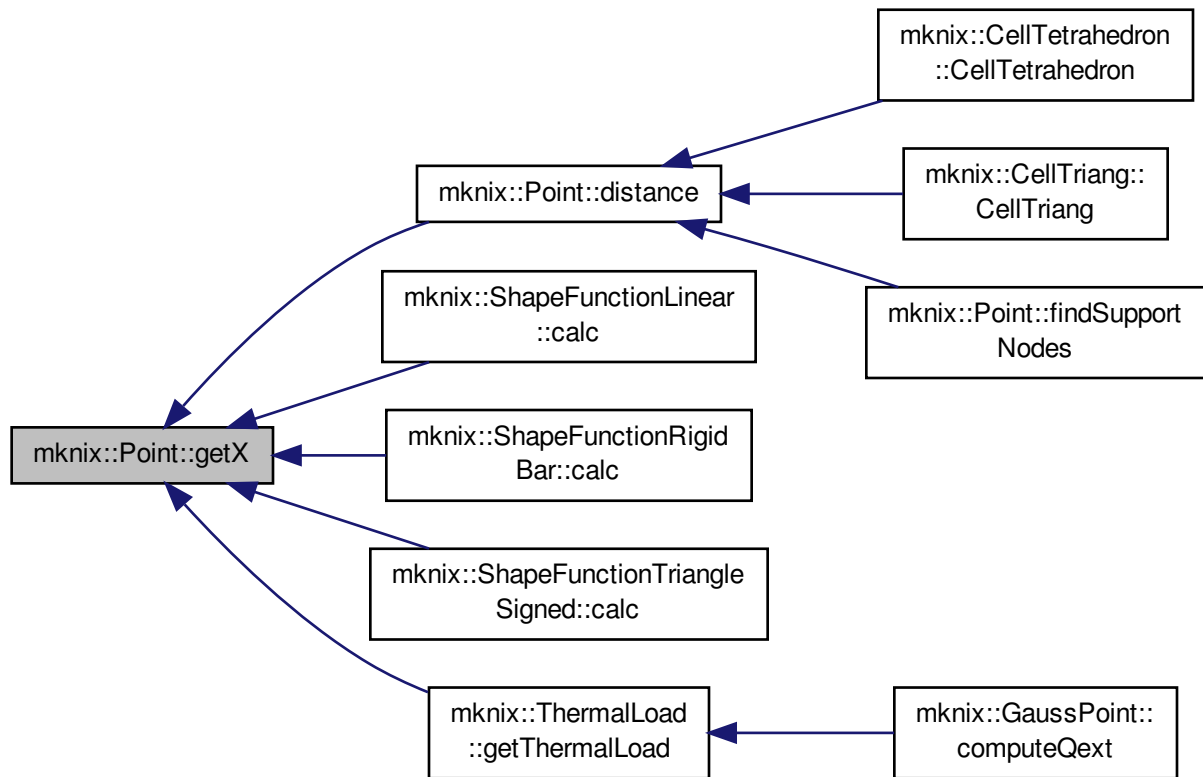 mknix::CellTetrahedron
::CellTetrahedron
mknix::Point::distance
mknix::CellTriang::
CellTriang
mknix::ShapeFunctionLinear
::calc
mknix::Point::findSupport
Nodes
mknix::Point::getX
mknix::ShapeFunctionRigid
Bar::calc
mknix::ShapeFunctionTriangle
Signed::calc
mknix::ThermalLoad
::getThermalLoad
mknix::GaussPoint::
computeQext